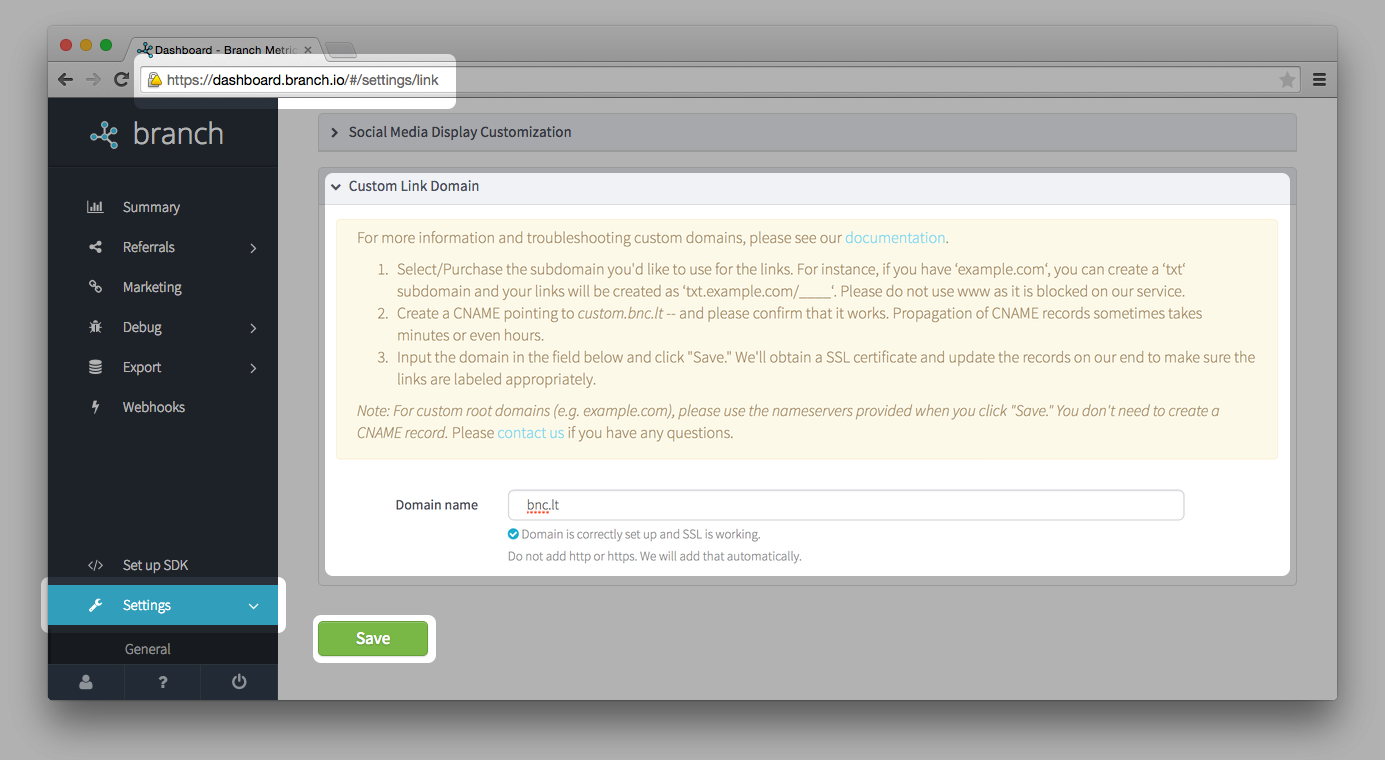 Dashboard - Branch Metric
https://dashboard.branch.io/#/settings/link
branch
Summary
Referrals
Marketing
Debug
Export
Webhooks
</> Set up SDK
Settings
General
?
Social Media Display Customization
Custom Link Domain
For more information and troubleshooting custom domains, please see our documentation.
1. Select/Purchase the subdomain you'd like to use for the links. For instance, if you have ‘example.com‘, you can create a ‘txt‘
subdomain and your links will be created as ‘txt.example.com/____‘. Please do not use www as it is blocked on our service.
2. Create a CNAME pointing to custom.bnc.lt -- and please confirm that it works. Propagation of CNAME records sometimes takes
minutes or even hours.
3. Input the domain in the field below and click "Save." We'll obtain a SSL certificate and update the records on our end to make sure the
links are labeled appropriately.
Note: For custom root domains (e.g. example.com), please use the nameservers provided when you click "Save." You don't need to create a
CNAME record. Please contact us if you have any questions.
Domain name
bnc.lt
Domain is correctly set up and SSL is working.
Do not add http or https. We will add that automatically.
Save